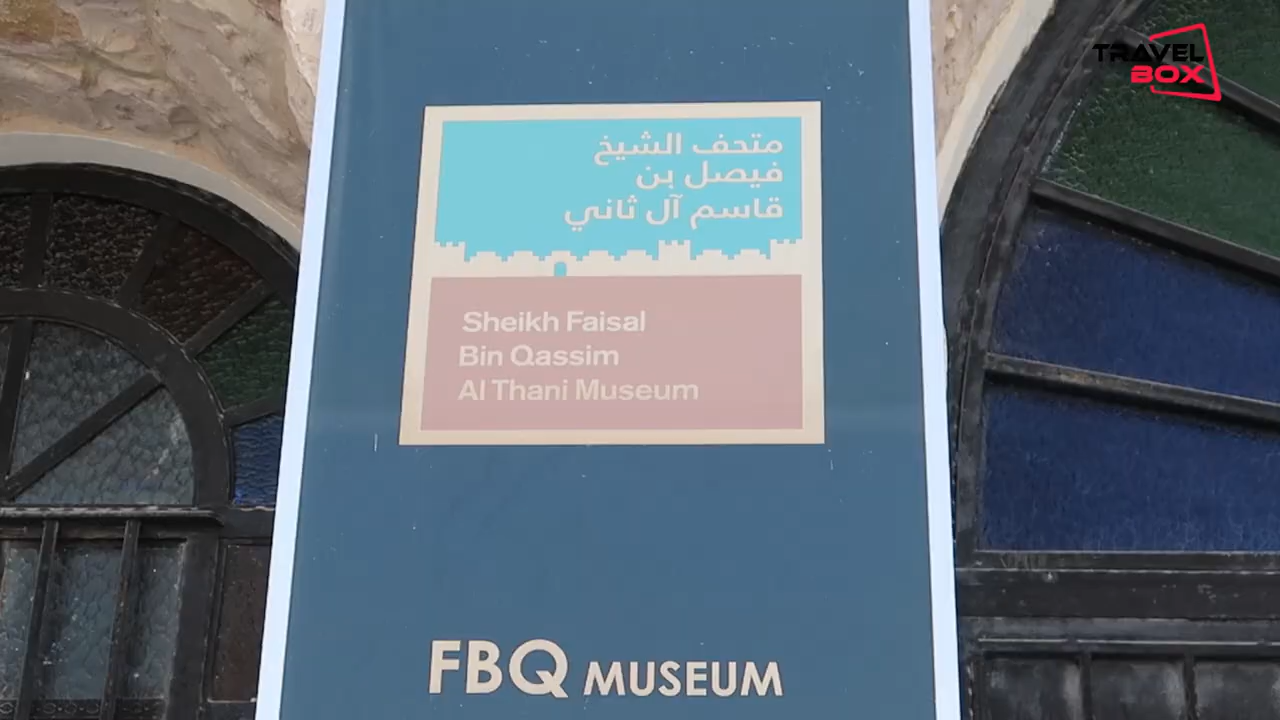 TRAVEL
BOX
متحف الشيخ
فيصل بن
قاسم آل ثاني
Sheikh Faisal
Bin Qassim
Al Thani Museum
FBQ MUSEUM